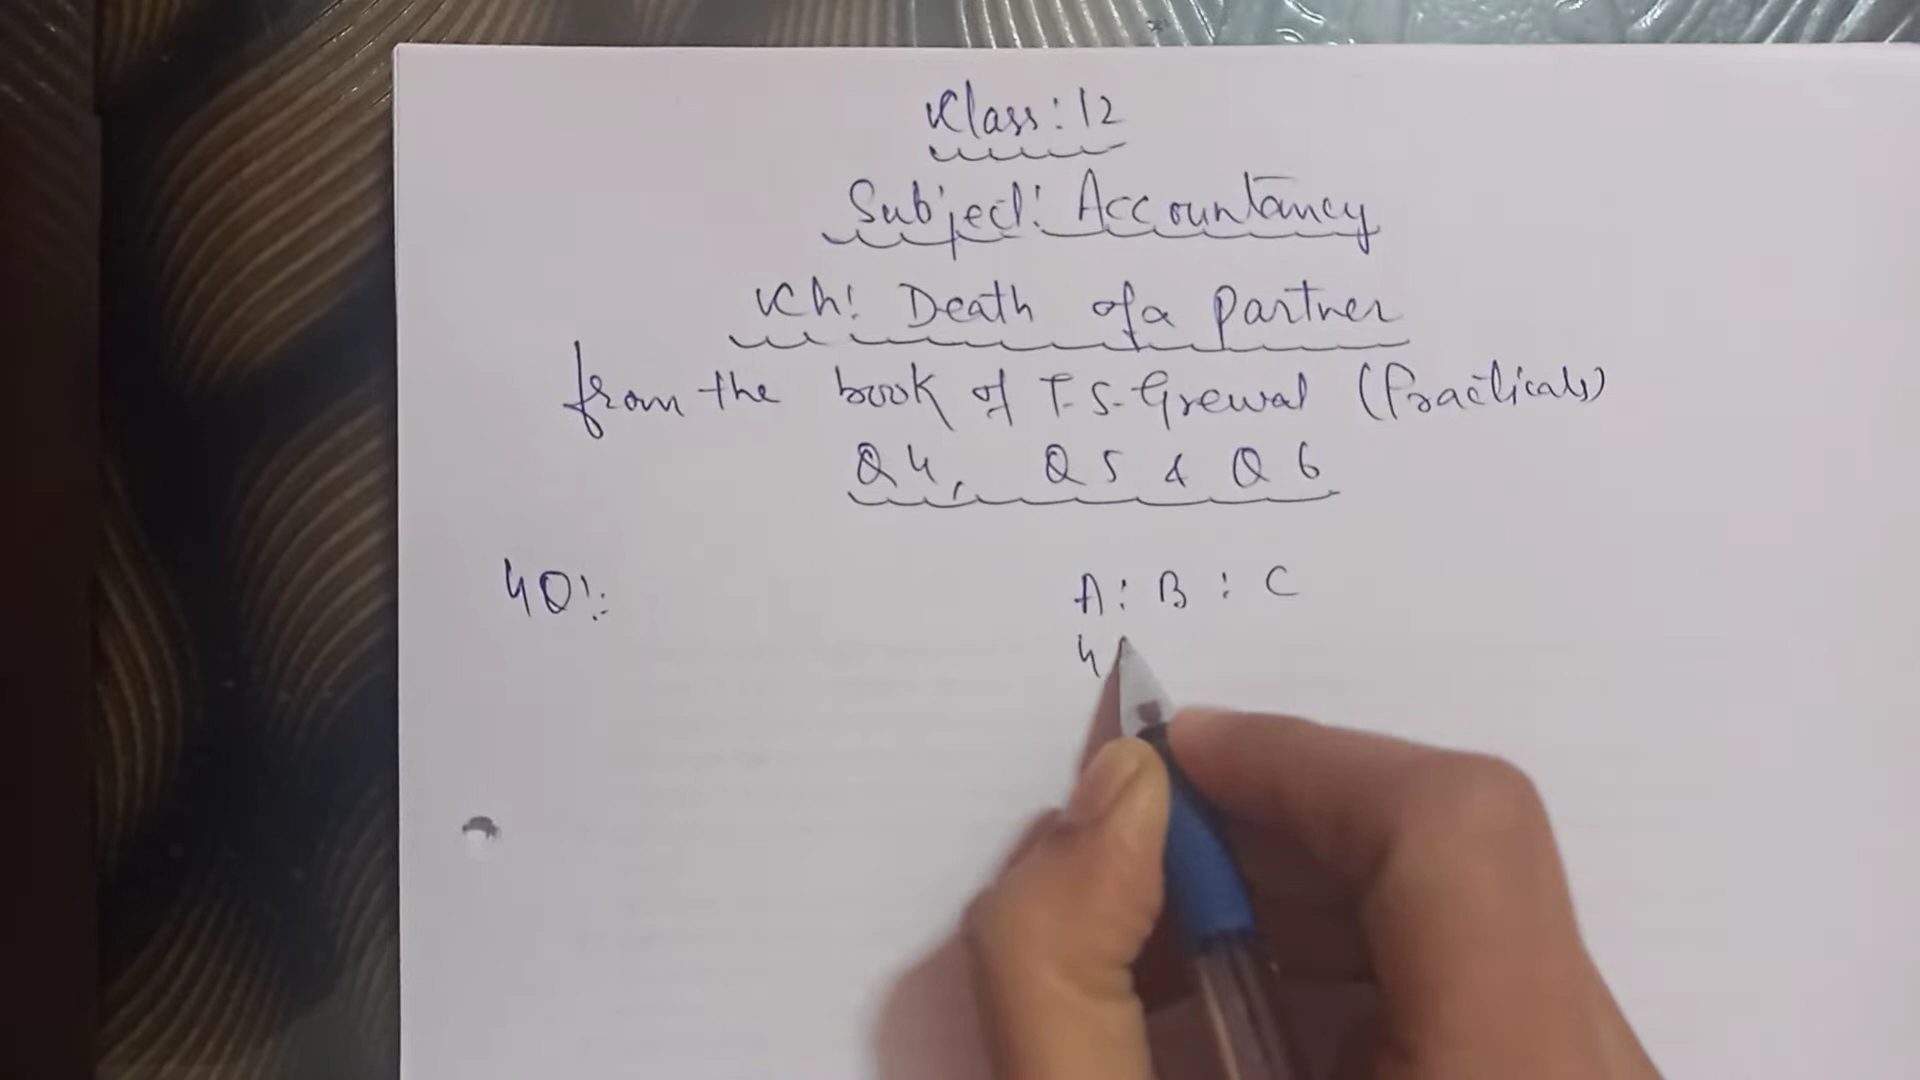 Class: 12
Subject: Accountancy
Ch: Death of a partner
from the book of T.S. Grewal (Practicals)
Q4, Q5 & Q6
4Q:
A : B : C
4